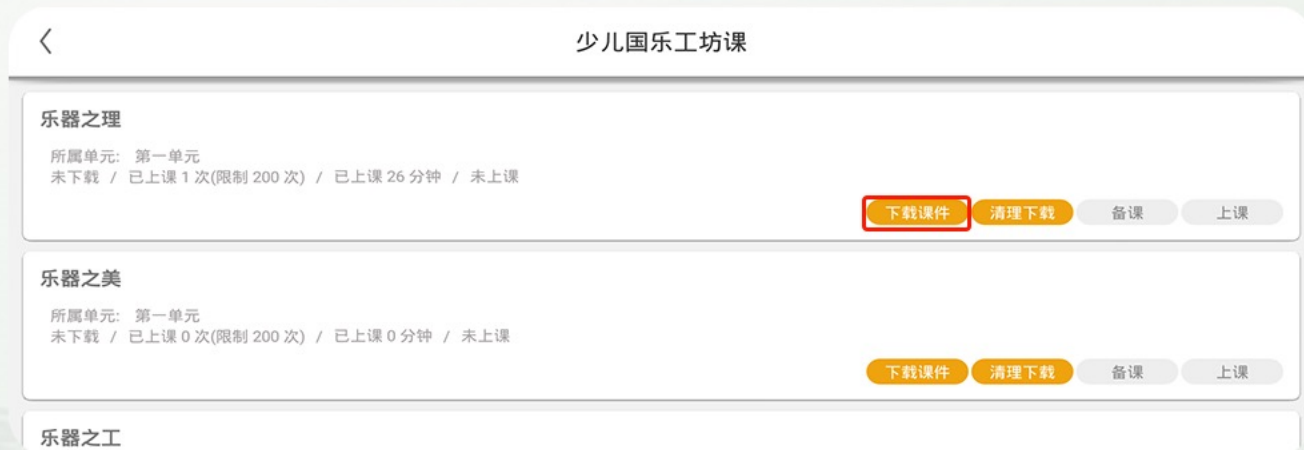 少儿国乐工坊课
乐器之理
所属单元: 第一单元
未下载 / 已上课 1 次(限制 200 次) / 已上课 26 分钟 / 未上课
下载课件 清理下载 备课 上课
乐器之美
所属单元: 第一单元
未下载 / 已上课 0 次(限制 200 次) / 已上课 0 分钟 / 未上课
下载课件 清理下载 备课 上课
乐器之工